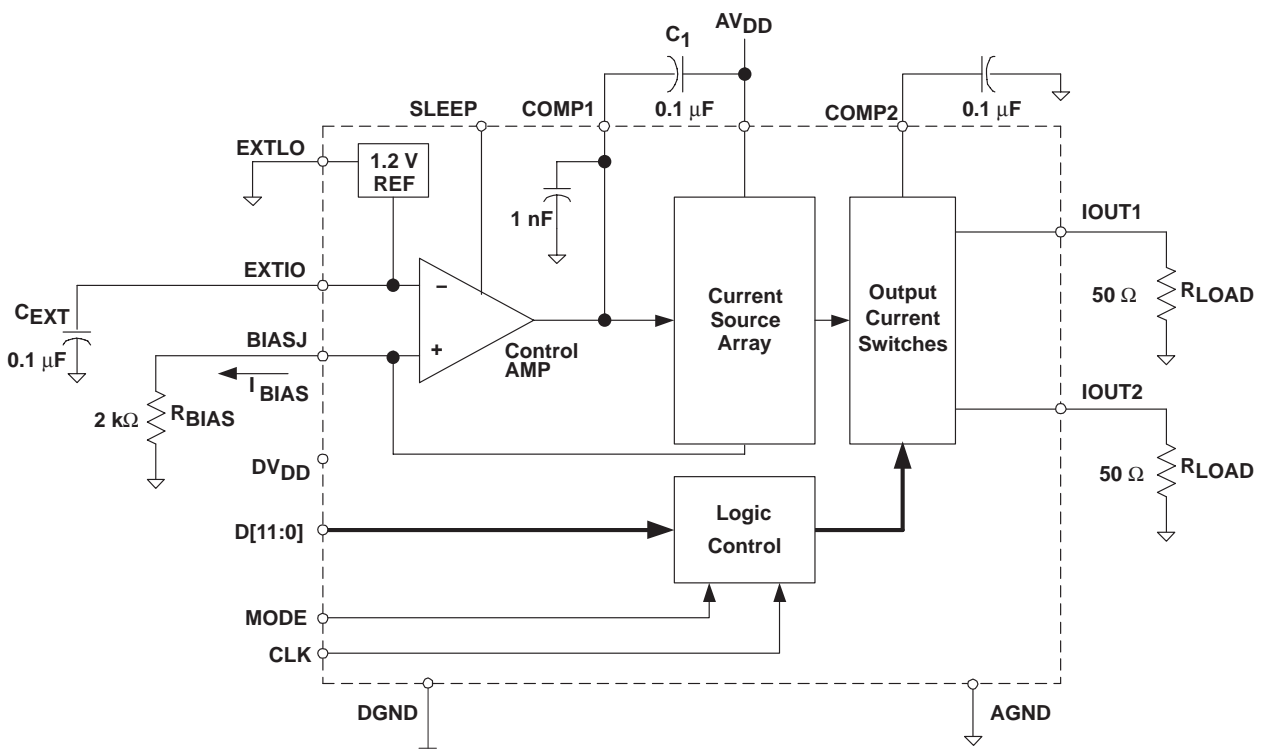 AVDD
C1
0.1 μF
0.1 μF
SLEEP
COMP1
COMP2
EXTLO
1.2 V
REF
1 nF
IOUT1
EXTIO
–
CEXT
0.1 μF
BIASJ
+
Control
AMP
Current
Source
Array
Output
Current
Switches
50 Ω
RLOAD
IBIAS
2 kΩ
RBIAS
IOUT2
DVDD
50 Ω
RLOAD
D[11:0]
Logic
Control
MODE
CLK
DGND
AGND